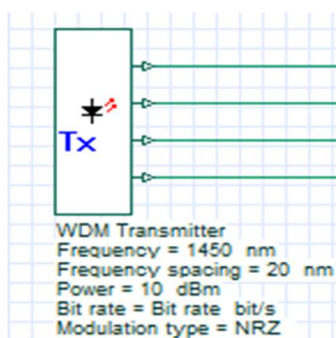 Tx
WDM Transmitter
Frequency = 1450 nm
Frequency spacing = 20 nm
Power = 10 dBm
Bit rate = Bit rate bit/s
Modulation type = NRZ